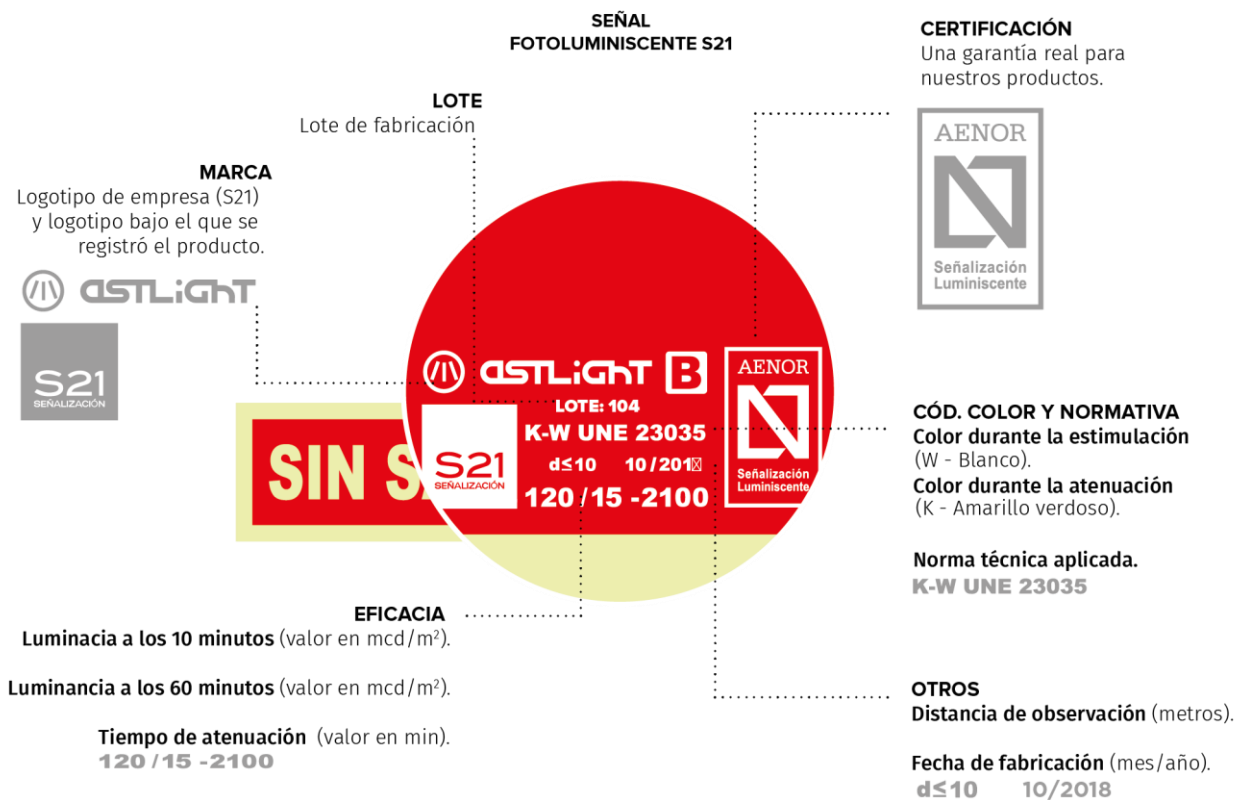 SEÑAL
FOTOLUMINISCENTE S21
CERTIFICACIÓN
Una garantía real para
nuestros productos.
AENOR
Señalización
Luminiscente
LOTE
Lote de fabricación
MARCA
Logotipo de empresa (S21)
y logotipo bajo el que se
registró el producto.
ASTLiGhT
S21
SEÑALIZACIÓN
SIN S
ASTLiGhT B
LOTE: 104
K-W UNE 23035
d≤10 10/201
120/15-2100
S21
SEÑALIZACIÓN
AENOR
Señalización
Luminiscente
CÓD. COLOR Y NORMATIVA
Color durante la estimulación
(W - Blanco).
Color durante la atenuación
(K - Amarillo verdoso).
Norma técnica aplicada.
K-W UNE 23035
EFICACIA
Luminacia a los 10 minutos (valor en mcd/m²).
Luminancia a los 60 minutos (valor en mcd/m²).
Tiempo de atenuación (valor en min).
120/15-2100
OTROS
Distancia de observación (metros).
Fecha de fabricación (mes/año).
d≤10 10/2018